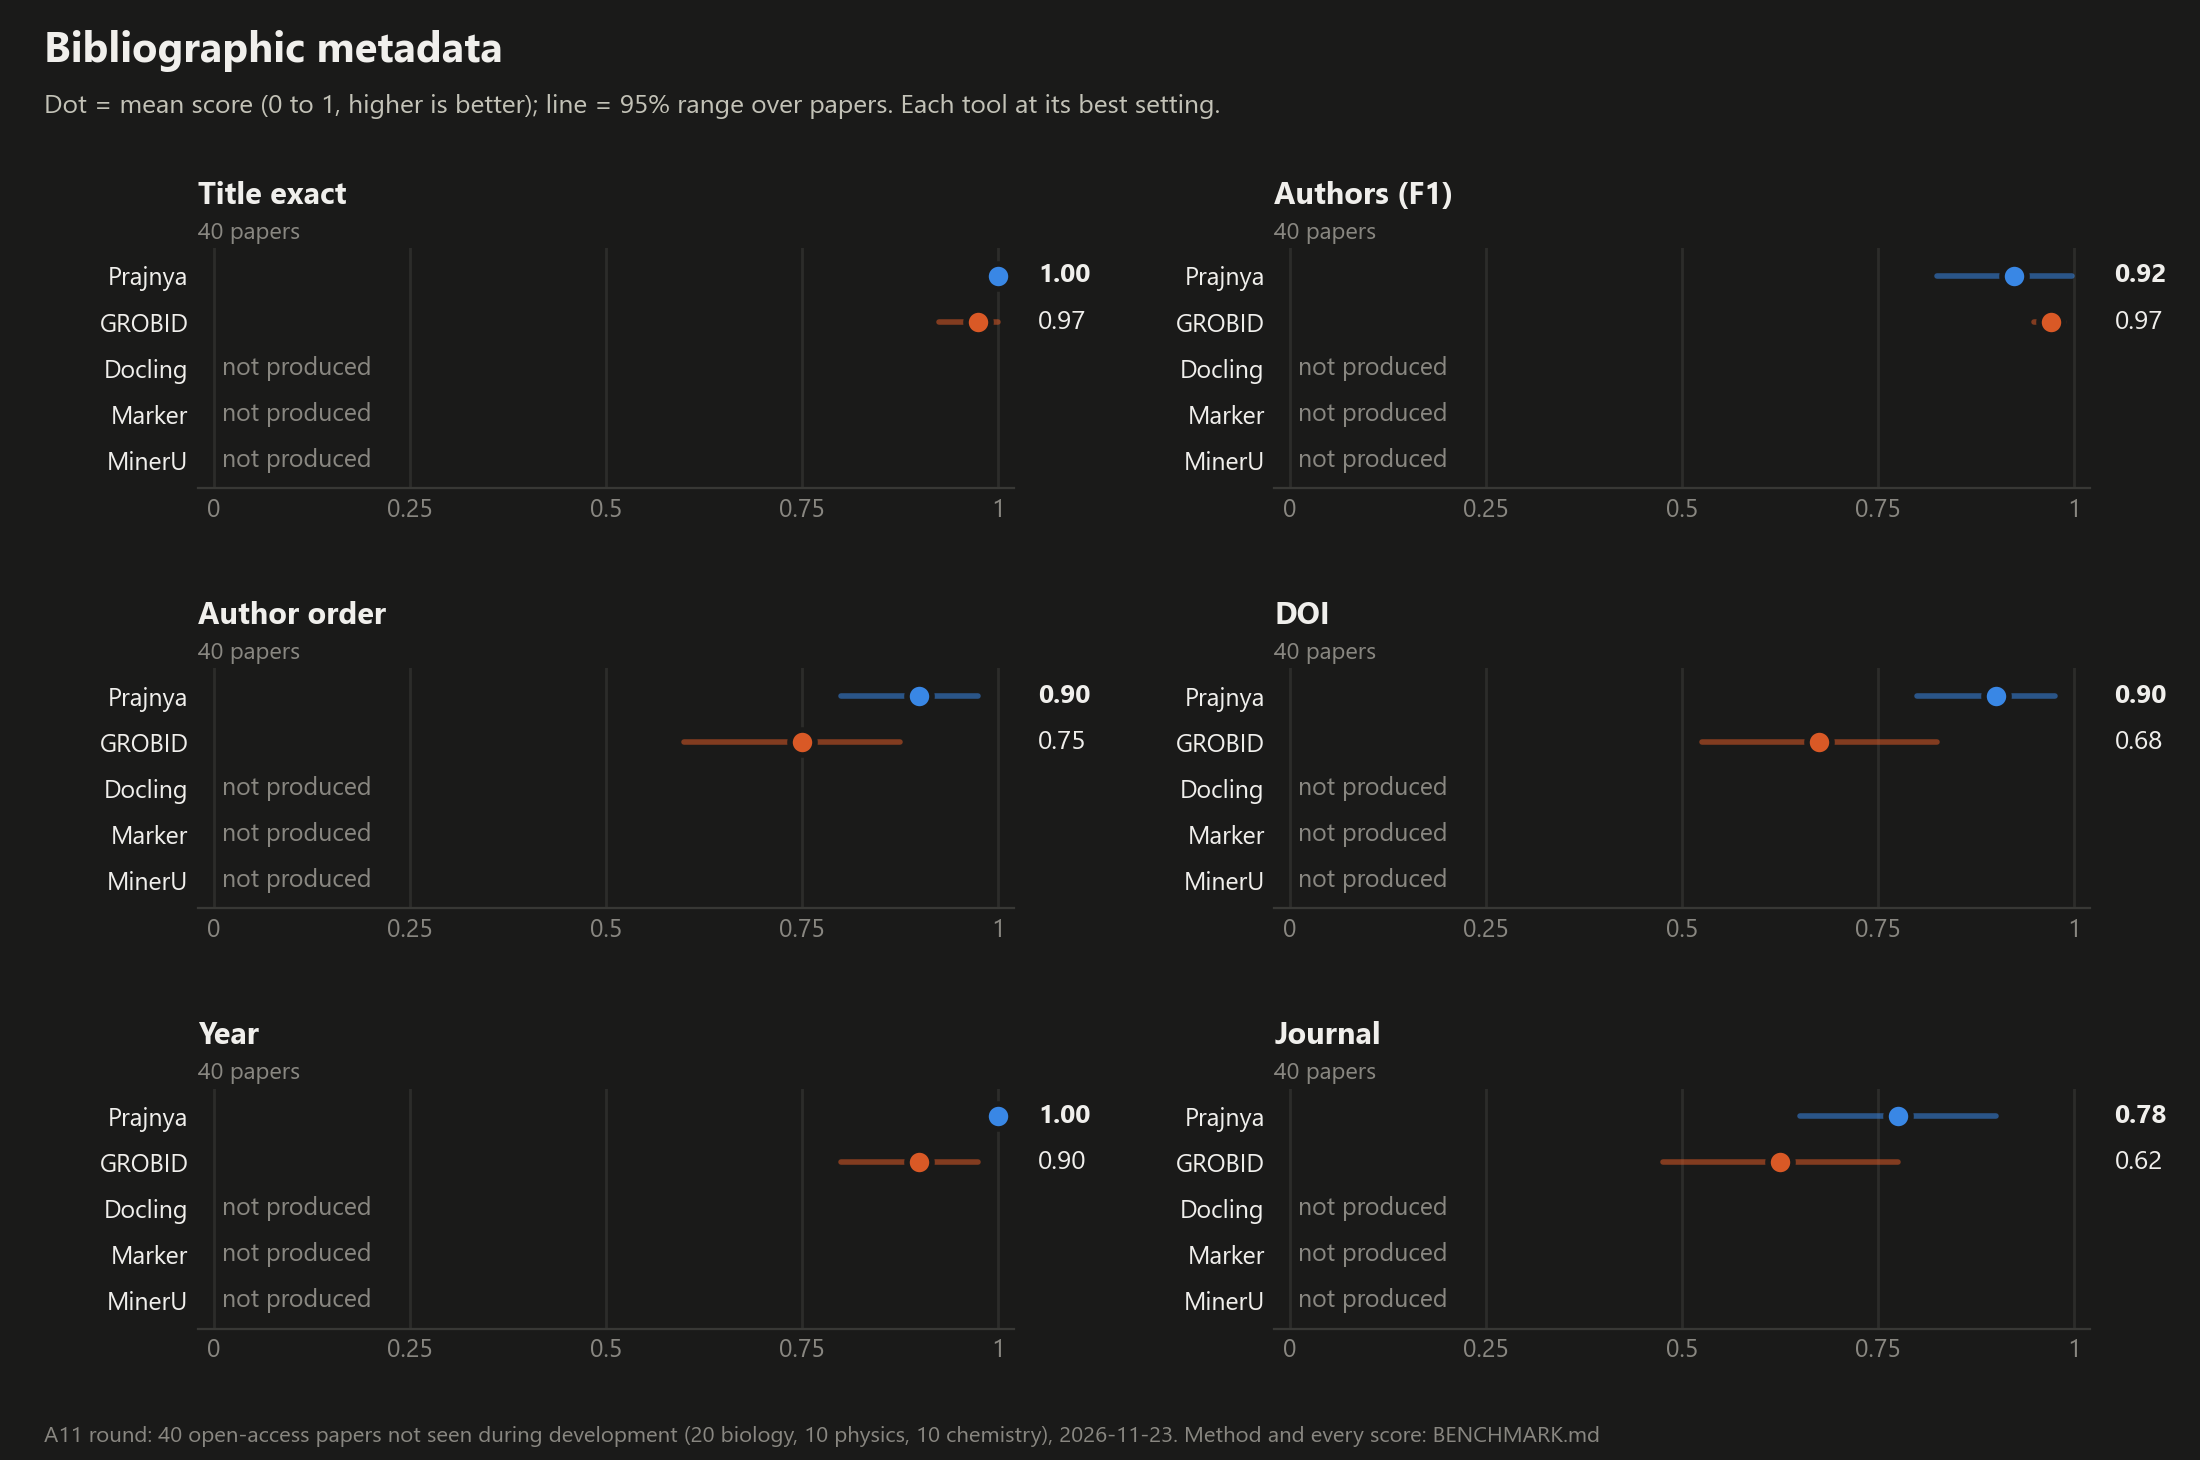 Bibliographic metadata
Dot = mean score (0 to 1, higher is better); line = 95% range over papers. Each tool at its best setting.
Title exact
40 papers
Prajnya 1.00
GROBID 0.97
Docling not produced
Marker not produced
MinerU not produced
0 0.25 0.5 0.75 1
Authors (F1)
40 papers
Prajnya 0.92
GROBID 0.97
Docling not produced
Marker not produced
MinerU not produced
0 0.25 0.5 0.75 1
Author order
40 papers
Prajnya 0.90
GROBID 0.75
Docling not produced
Marker not produced
MinerU not produced
0 0.25 0.5 0.75 1
DOI
40 papers
Prajnya 0.90
GROBID 0.68
Docling not produced
Marker not produced
MinerU not produced
0 0.25 0.5 0.75 1
Year
40 papers
Prajnya 1.00
GROBID 0.90
Docling not produced
Marker not produced
MinerU not produced
0 0.25 0.5 0.75 1
Journal
40 papers
Prajnya 0.78
GROBID 0.62
Docling not produced
Marker not produced
MinerU not produced
0 0.25 0.5 0.75 1
A11 round: 40 open-access papers not seen during development (20 biology, 10 physics, 10 chemistry), 2026-11-23. Method and every score: BENCHMARK.md